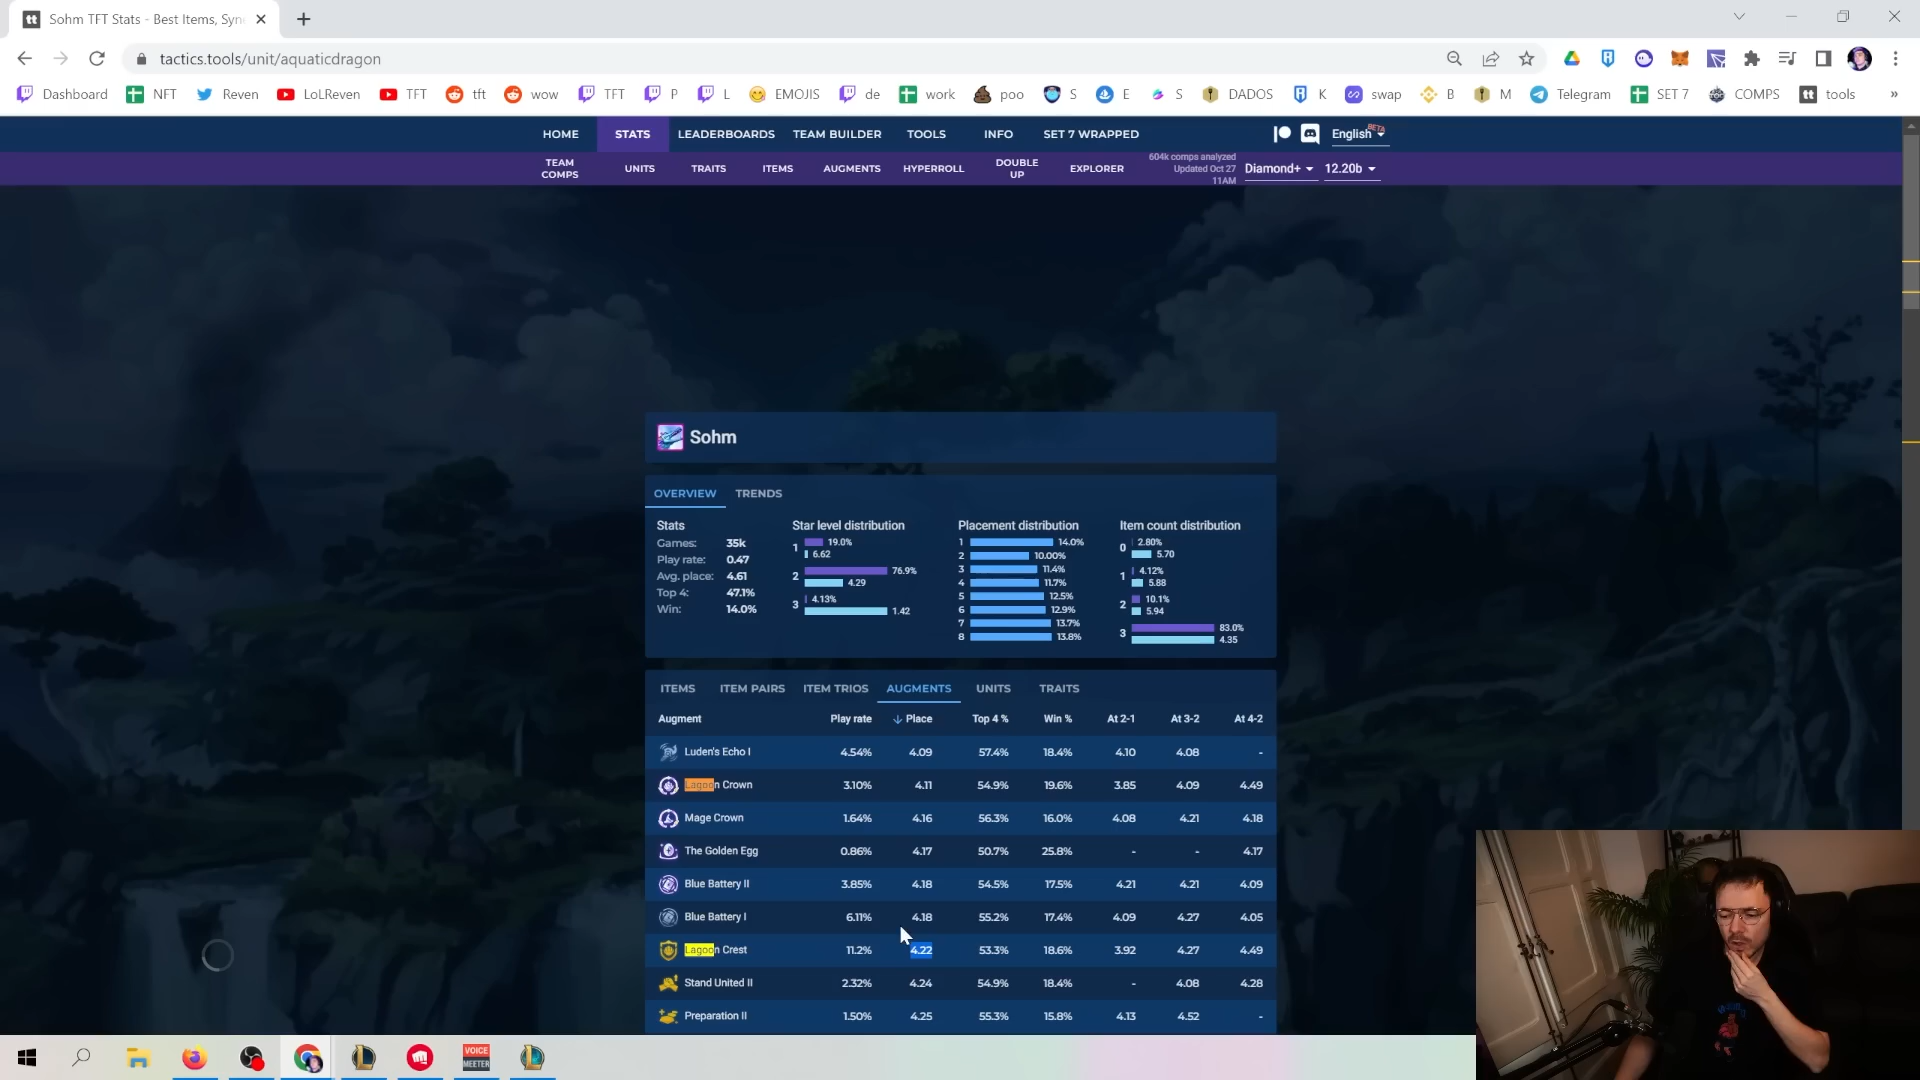 Sohm TFT Stats - Best Items, Syn
tactics.tools/unit/aquaticdragon
Dashboard NFT Reven LoLReven TFT tft wow TFT P L EMOJIS de work poo S E S DADOS K swap B M Telegram SET 7 COMPS tools »
HOME STATS LEADERBOARDS TEAM BUILDER TOOLS INFO SET 7 WRAPPED English BETA
TEAM COMPS UNITS TRAITS ITEMS AUGMENTS HYPERROLL DOUBLE UP EXPLORER
604k comps analyzed
Updated Oct 27
11AM
Diamond+ 12.20b
Sohm
OVERVIEW TRENDS
Stats
Games: 35k
Play rate: 0.47
Avg. place: 4.61
Top 4: 47.1%
Win: 14.0%
Star level distribution
1 19.0%
6.62
2 76.9%
4.29
3 4.13%
1.42
Placement distribution
1 14.0%
2 10.00%
3 11.4%
4 11.7%
5 12.5%
6 12.9%
7 13.7%
8 13.8%
Item count distribution
0 2.80%
5.70
1 4.12%
5.88
2 10.1%
5.94
3 83.0%
4.35
ITEMS ITEM PAIRS ITEM TRIOS AUGMENTS UNITS TRAITS
Augment Play rate ↓ Place Top 4 % Win % At 2-1 At 3-2 At 4-2
Luden's Echo I 4.54% 4.09 57.4% 18.4% 4.10 4.08 -
Lagoon Crown 3.10% 4.11 54.9% 19.6% 3.85 4.09 4.49
Mage Crown 1.64% 4.16 56.3% 16.0% 4.08 4.21 4.18
The Golden Egg 0.86% 4.17 50.7% 25.8% - - 4.17
Blue Battery II 3.85% 4.18 54.5% 17.5% 4.21 4.21 4.09
Blue Battery I 6.11% 4.18 55.2% 17.4% 4.09 4.27 4.05
Lagoon Crest 11.2% 4.22 53.3% 18.6% 3.92 4.27 4.49
Stand United II 2.32% 4.24 54.9% 18.4% - 4.08 4.28
Preparation II 1.50% 4.25 55.3% 15.8% 4.13 4.52 -
VOICE
MEETER